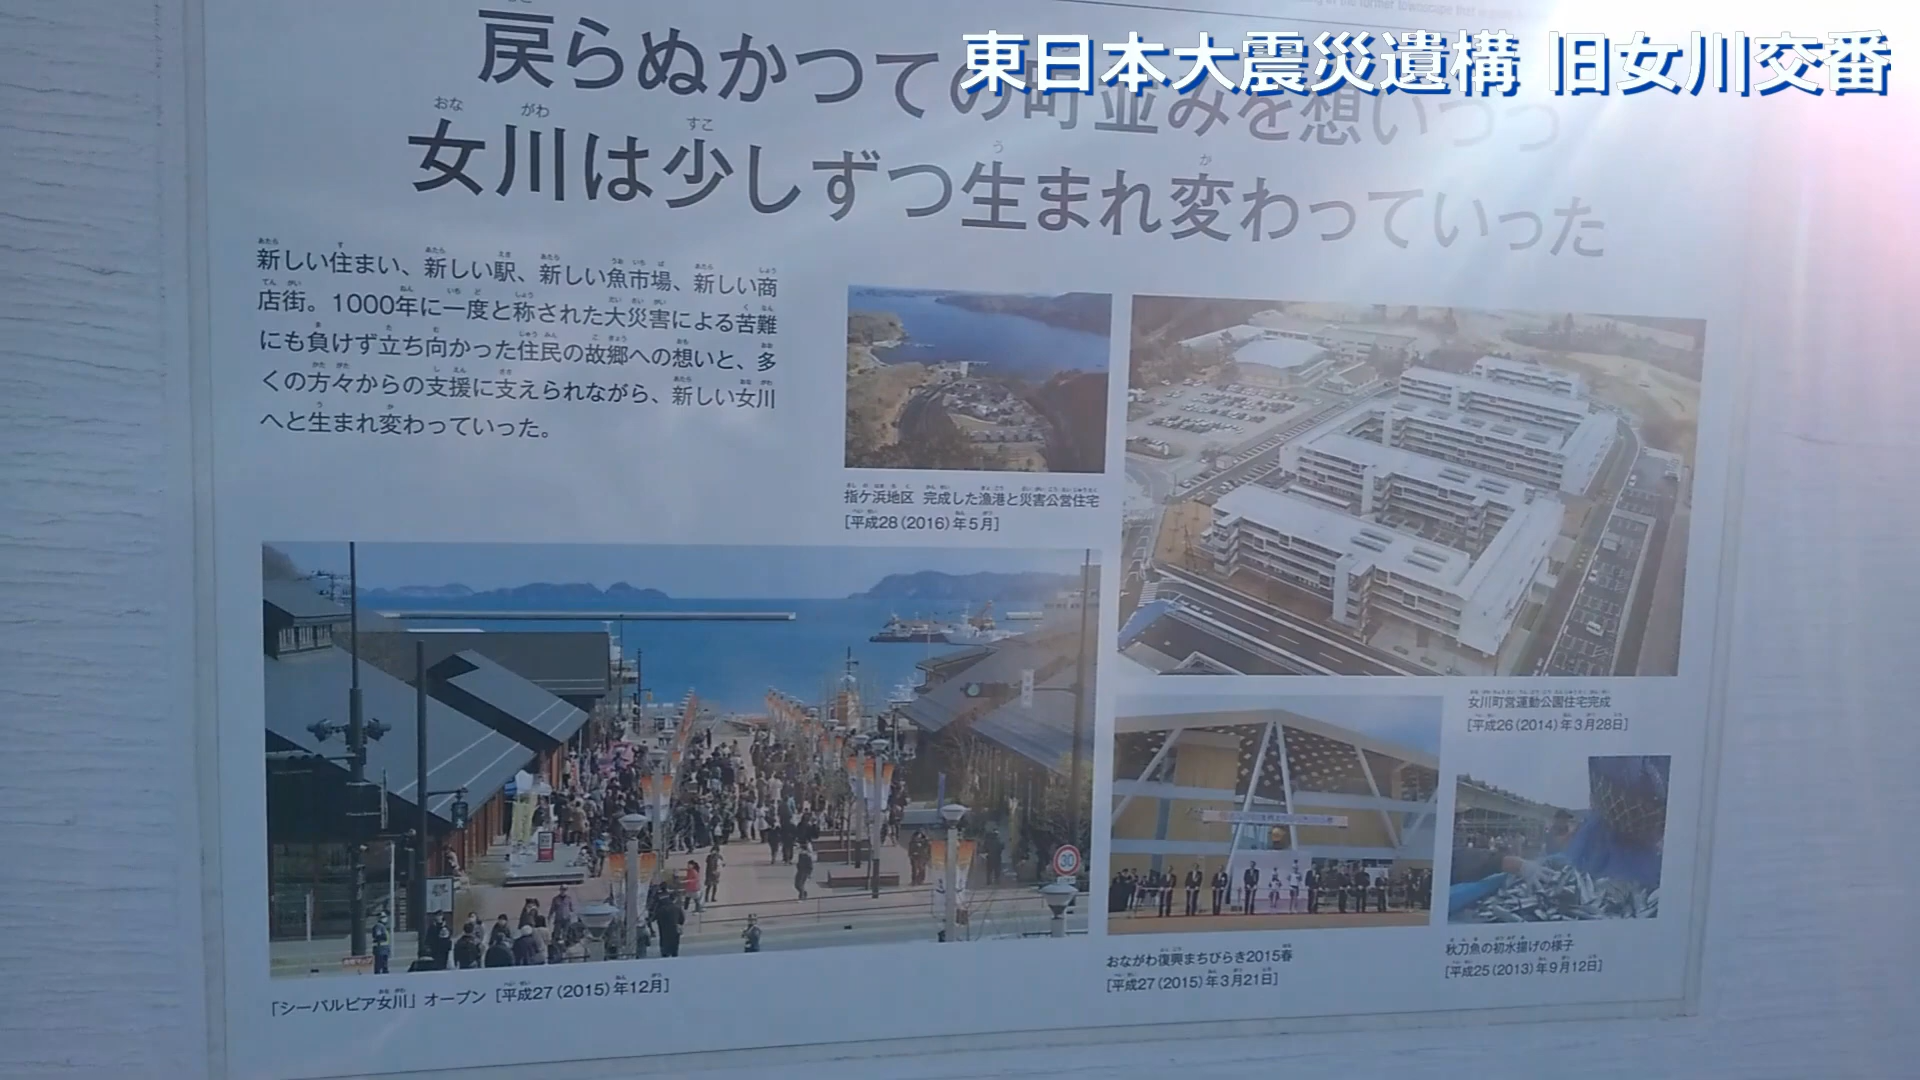 東日本大震災遺構 旧女川交番
戻らぬかつての町並みを想いつつ
女川は少しずつ生まれ変わっていった
新しい住まい、新しい駅、新しい魚市場、新しい商
店街。1000年に一度と称された大災害による苦難
にも負けず立ち向かった住民の故郷への想いと、多
くの方々からの支援に支えられながら、新しい女川
へと生まれ変わっていった。
指ケ浜地区 完成した漁港と災害公営住宅
[平成28(2016)年5月]
女川町営運動公園住宅完成
[平成26(2014)年3月28日]
「シーパルピア女川」オープン [平成27(2015)年12月]
おながわ復興まちびらき2015春
[平成27(2015)年3月21日]
秋刀魚の初水揚げの様子
[平成25(2013)年9月12日]
30